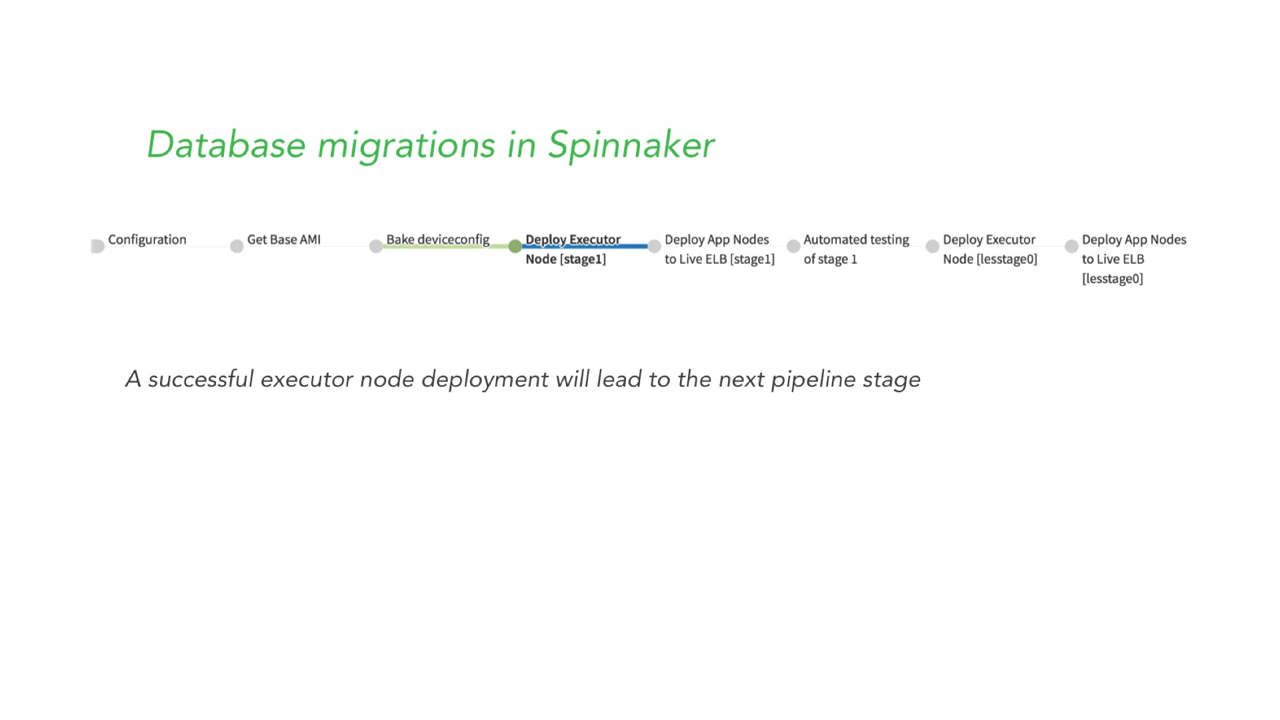 Database migrations in Spinnaker
Configuration
Get Base AMI
Bake deviceconfig
Deploy Executor
Node [stage1]
Deploy App Nodes
to Live ELB [stage1]
Automated testing
of stage 1
Deploy Executor
Node [lesstage0]
Deploy App Nodes
to Live ELB
[lesstage0]
A successful executor node deployment will lead to the next pipeline stage